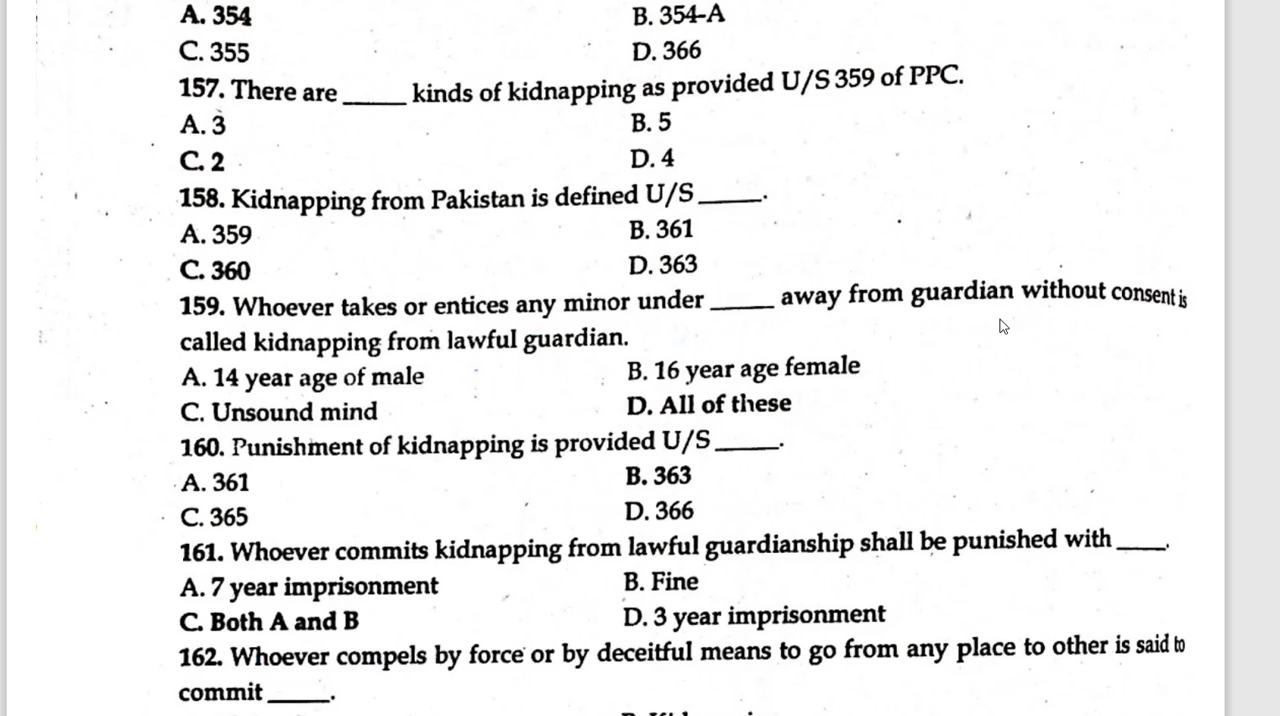 A. 354 B. 354-A
C. 355 D. 366
157. There are _____ kinds of kidnapping as provided U/S 359 of PPC.
A. 3 B. 5
C. 2 D. 4
158. Kidnapping from Pakistan is defined U/S _____.
A. 359 B. 361
C. 360 D. 363
159. Whoever takes or entices any minor under _____ away from guardian without consent is
called kidnapping from lawful guardian.
A. 14 year age of male B. 16 year age female
C. Unsound mind D. All of these
160. Punishment of kidnapping is provided U/S _____.
A. 361 B. 363
C. 365 D. 366
161. Whoever commits kidnapping from lawful guardianship shall be punished with ____.
A. 7 year imprisonment B. Fine
C. Both A and B D. 3 year imprisonment
162. Whoever compels by force or by deceitful means to go from any place to other is said to
commit _____.